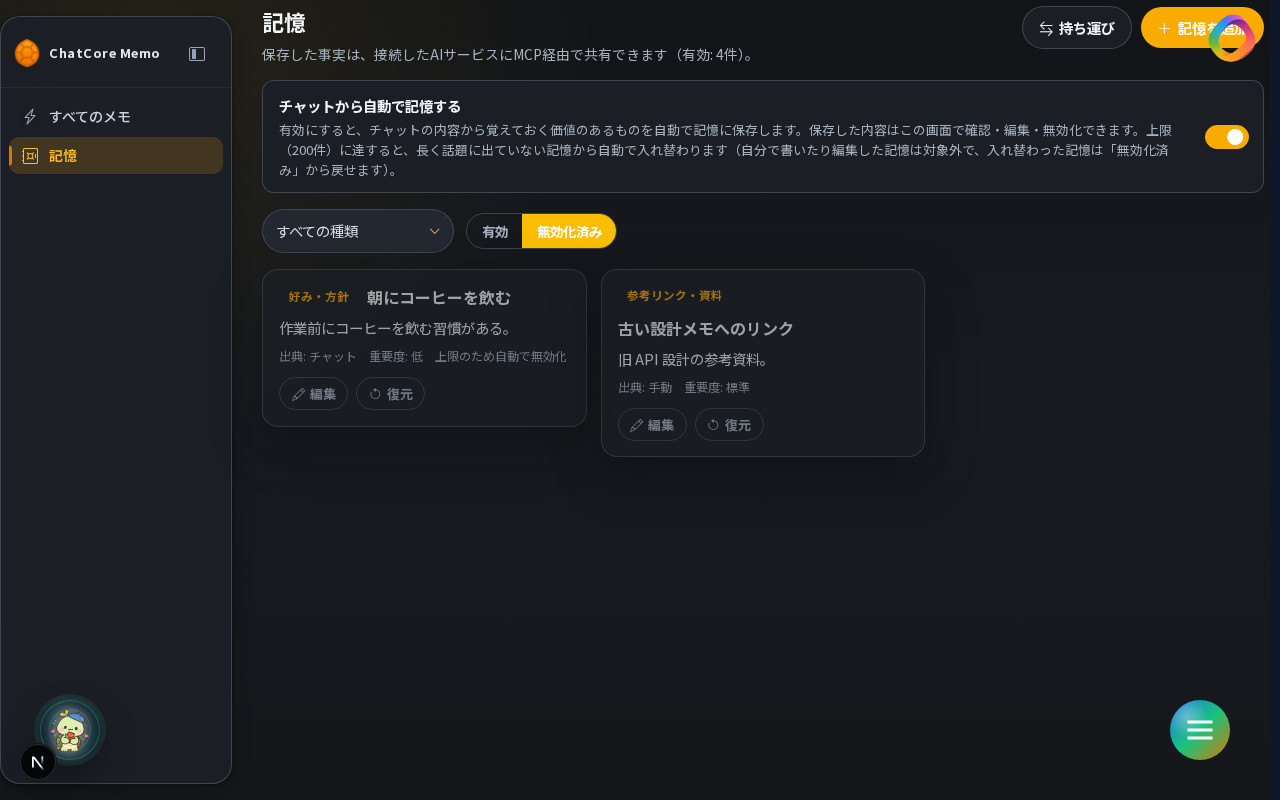 ChatCore Memo
すべてのメモ
記憶
記憶
保存した事実は、接続したAIサービスにMCP経由で共有できます（有効: 4件）。
持ち運び
記憶を追加
チャットから自動で記憶する
有効にすると、チャットの内容から覚えておく価値のあるものを自動で記憶に保存します。保存した内容はこの画面で確認・編集・無効化できます。上限
（200件）に達すると、長く話題に出ていない記憶から自動で入れ替わります（自分で書いたり編集した記憶は対象外で、入れ替わった記憶は「無効化済
み」から戻せます）。
すべての種類
有効
無効化済み
好み・方針 朝にコーヒーを飲む
作業前にコーヒーを飲む習慣がある。
出典: チャット 重要度: 低 上限のため自動で無効化
編集
復元
参考リンク・資料
古い設計メモへのリンク
旧 API 設計の参考資料。
出典: 手動 重要度: 標準
編集
復元
N